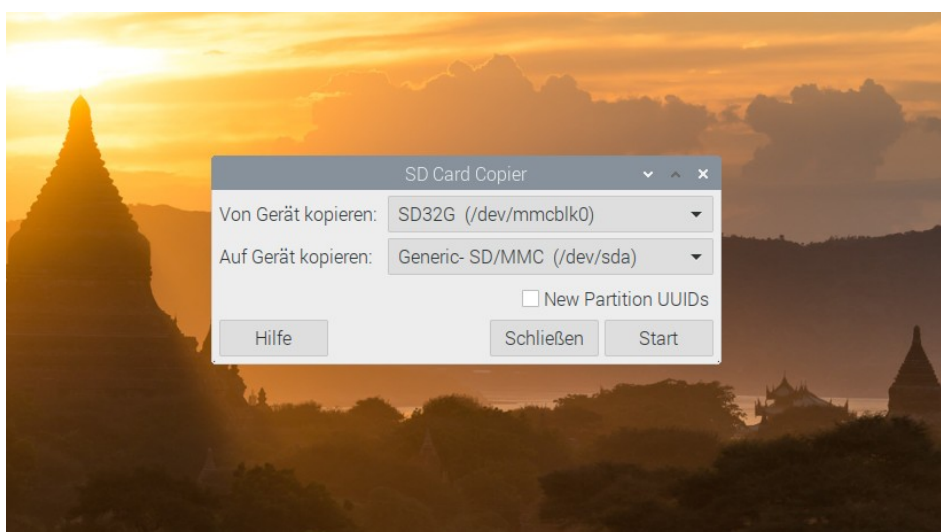 SD Card Copier
Von Gerät kopieren: SD32G (/dev/mmcblk0)
Auf Gerät kopieren: Generic- SD/MMC (/dev/sda)
New Partition UUIDs
Hilfe Schließen Start